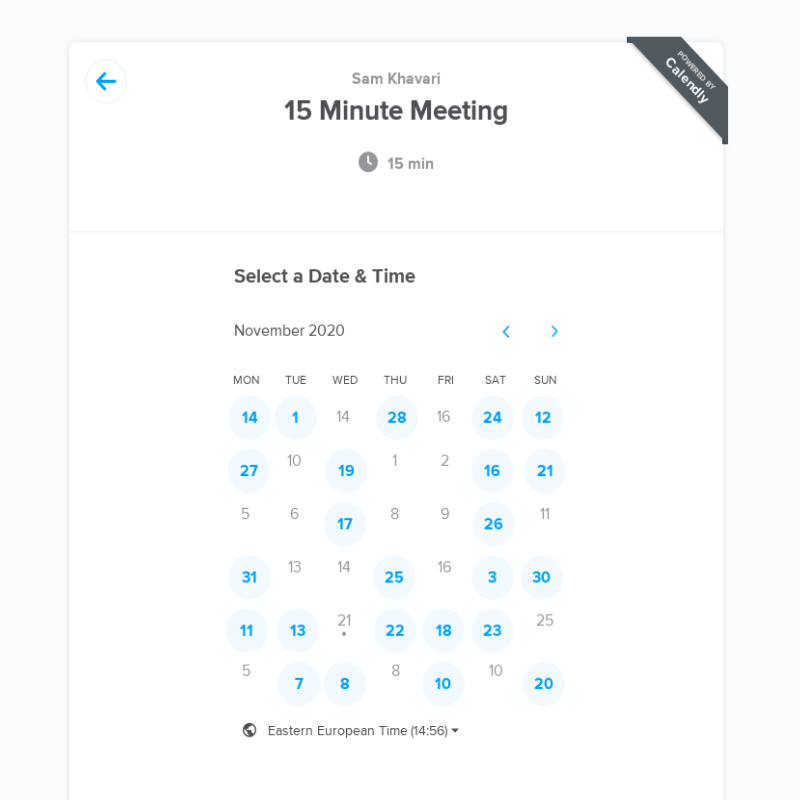 Sam Khavari
15 Minute Meeting
15 min
POWERED BY
Calendly
Select a Date & Time
November 2020
MON TUE WED THU FRI SAT SUN
14 1 14 28 16 24 12
27 10 19 1 2 16 21
5 6 17 8 9 26 11
31 13 14 25 16 3 30
11 13 21 22 18 23 25
5 7 8 8 10 10 20
Eastern European Time (14:56)